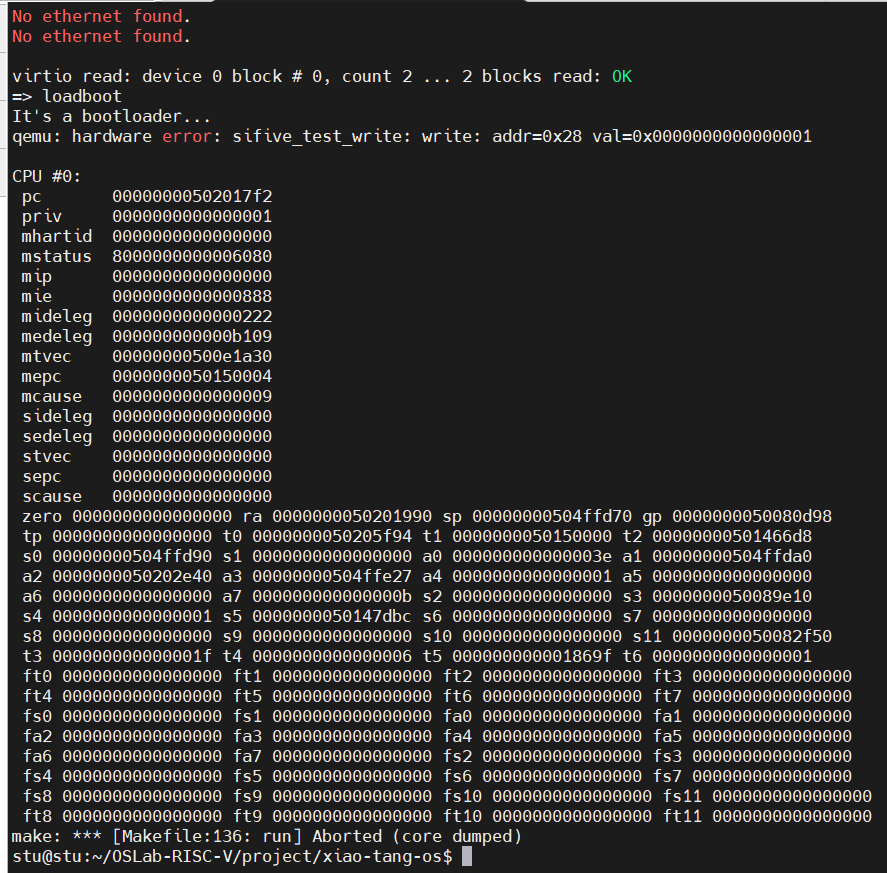 No ethernet found.
No ethernet found.
virtio read: device 0 block # 0, count 2 ... 2 blocks read: OK
=> loadboot
It's a bootloader...
qemu: hardware error: sifive_test_write: write: addr=0x28 val=0x0000000000000001
CPU #0:
pc 00000000502017f2
priv 0000000000000001
mhartid 0000000000000000
mstatus 8000000000006080
mip 0000000000000000
mie 0000000000000888
mideleg 0000000000000222
medeleg 000000000000b109
mtvec 00000000500e1a30
mepc 0000000050150004
mcause 0000000000000009
sideleg 0000000000000000
sedeleg 0000000000000000
stvec 0000000000000000
sepc 0000000000000000
scause 0000000000000000
zero 0000000000000000 ra 0000000050201990 sp 00000000504ffd70 gp 0000000050080d98
tp 0000000000000000 t0 0000000050205f94 t1 0000000050150000 t2 00000000501466d8
s0 00000000504ffd90 s1 0000000000000000 a0 000000000000003e a1 00000000504ffda0
a2 0000000050202e40 a3 00000000504ffe27 a4 0000000000000001 a5 0000000000000000
a6 0000000000000000 a7 000000000000000b s2 0000000000000000 s3 0000000050089e10
s4 0000000000000001 s5 0000000050147dbc s6 0000000000000000 s7 0000000000000000
s8 0000000000000000 s9 0000000000000000 s10 0000000000000000 s11 0000000050082f50
t3 000000000000001f t4 0000000000000006 t5 000000000001869f t6 0000000000000001
ft0 0000000000000000 ft1 0000000000000000 ft2 0000000000000000 ft3 0000000000000000
ft4 0000000000000000 ft5 0000000000000000 ft6 0000000000000000 ft7 0000000000000000
fs0 0000000000000000 fs1 0000000000000000 fa0 0000000000000000 fa1 0000000000000000
fa2 0000000000000000 fa3 0000000000000000 fa4 0000000000000000 fa5 0000000000000000
fa6 0000000000000000 fa7 0000000000000000 fs2 0000000000000000 fs3 0000000000000000
fs4 0000000000000000 fs5 0000000000000000 fs6 0000000000000000 fs7 0000000000000000
fs8 0000000000000000 fs9 0000000000000000 fs10 0000000000000000 fs11 0000000000000000
ft8 0000000000000000 ft9 0000000000000000 ft10 0000000000000000 ft11 0000000000000000
make: *** [Makefile:136: run] Aborted (core dumped)
stu@stu:~/OSLab-RISC-V/project/xiao-tang-os$